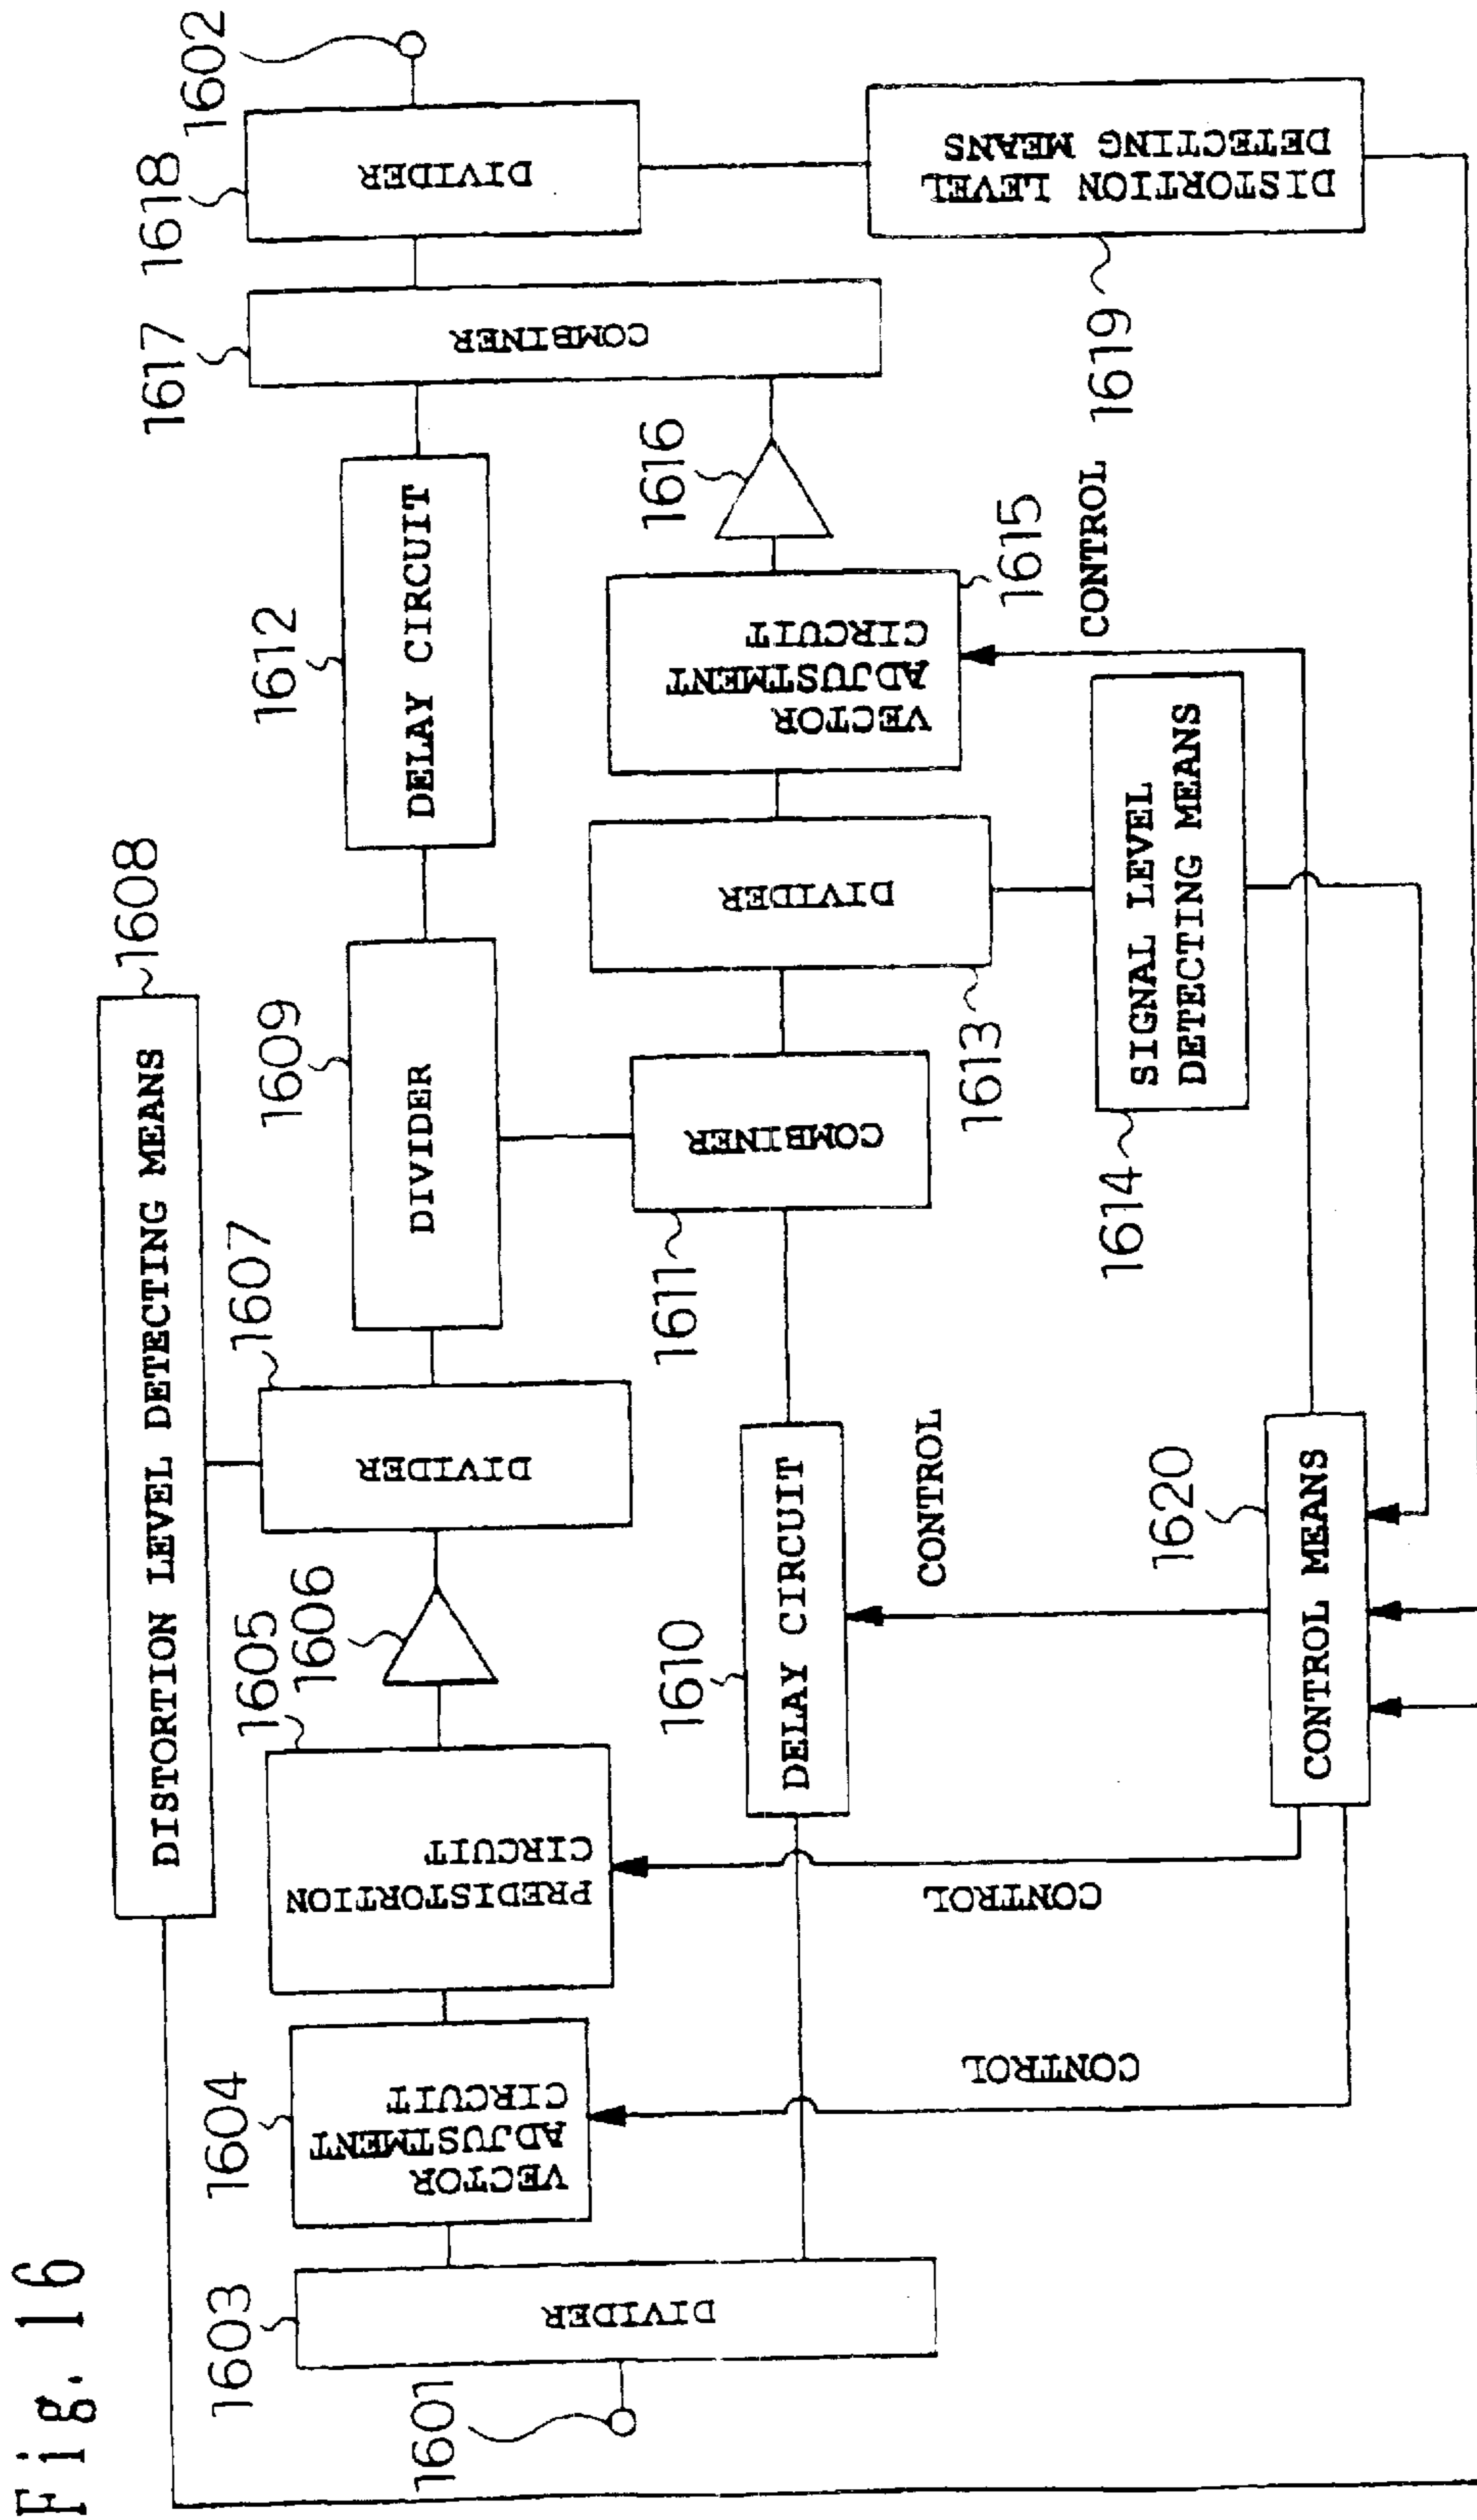 Fig. 16
1608
DISTORTION LEVEL DETECTING MEANS
1601
1603
DIVIDER
1604
VECTOR
ADJUSTMENT
CIRCUIT
1605
PREDISTORTION
CIRCUIT
1606
1607
DIVIDER
1609
DIVIDER
1612
DELAY CIRCUIT
1617
COMBINER
1618
DIVIDER
1602
1610
DELAY CIRCUIT
1611
COMBINER
1613
DIVIDER
1615
VECTOR
ADJUSTMENT
CIRCUIT
1616
1619
DISTORTION LEVEL
DETECTING MEANS
1614
SIGNAL LEVEL
DETECTING MEANS
CONTROL
CONTROL
CONTROL
CONTROL
1620
CONTROL MEANS